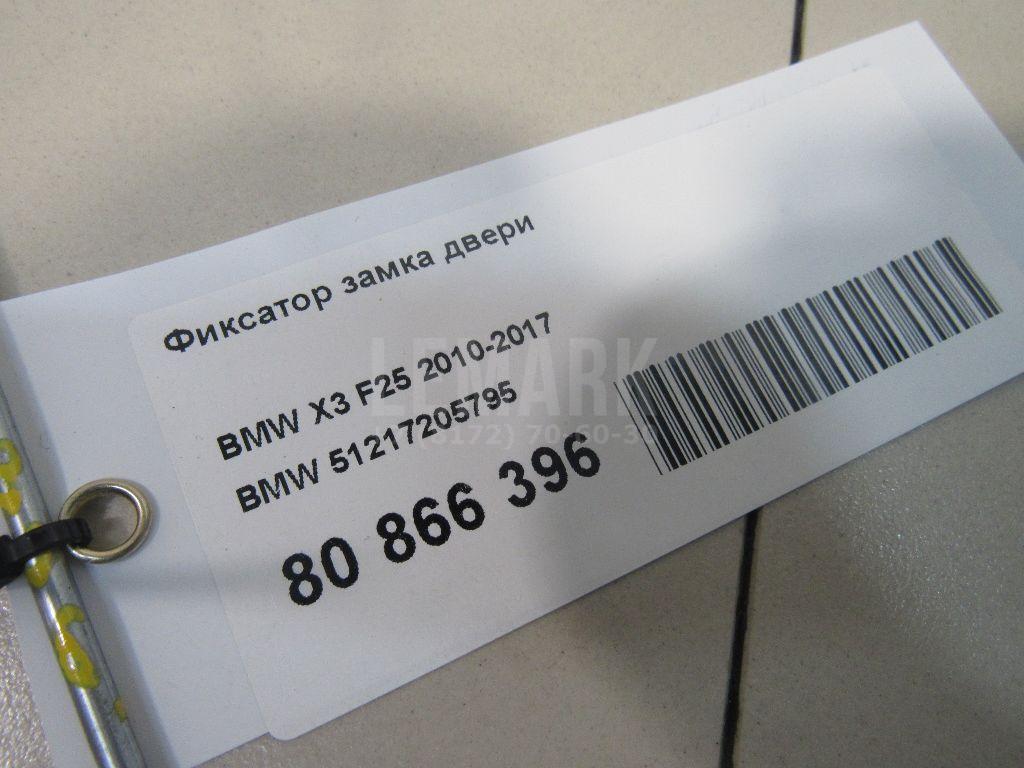 Фиксатор замка двери
BMW X3 F25 2010-2017
BMW 51217205795
80 866 396
LEMARK